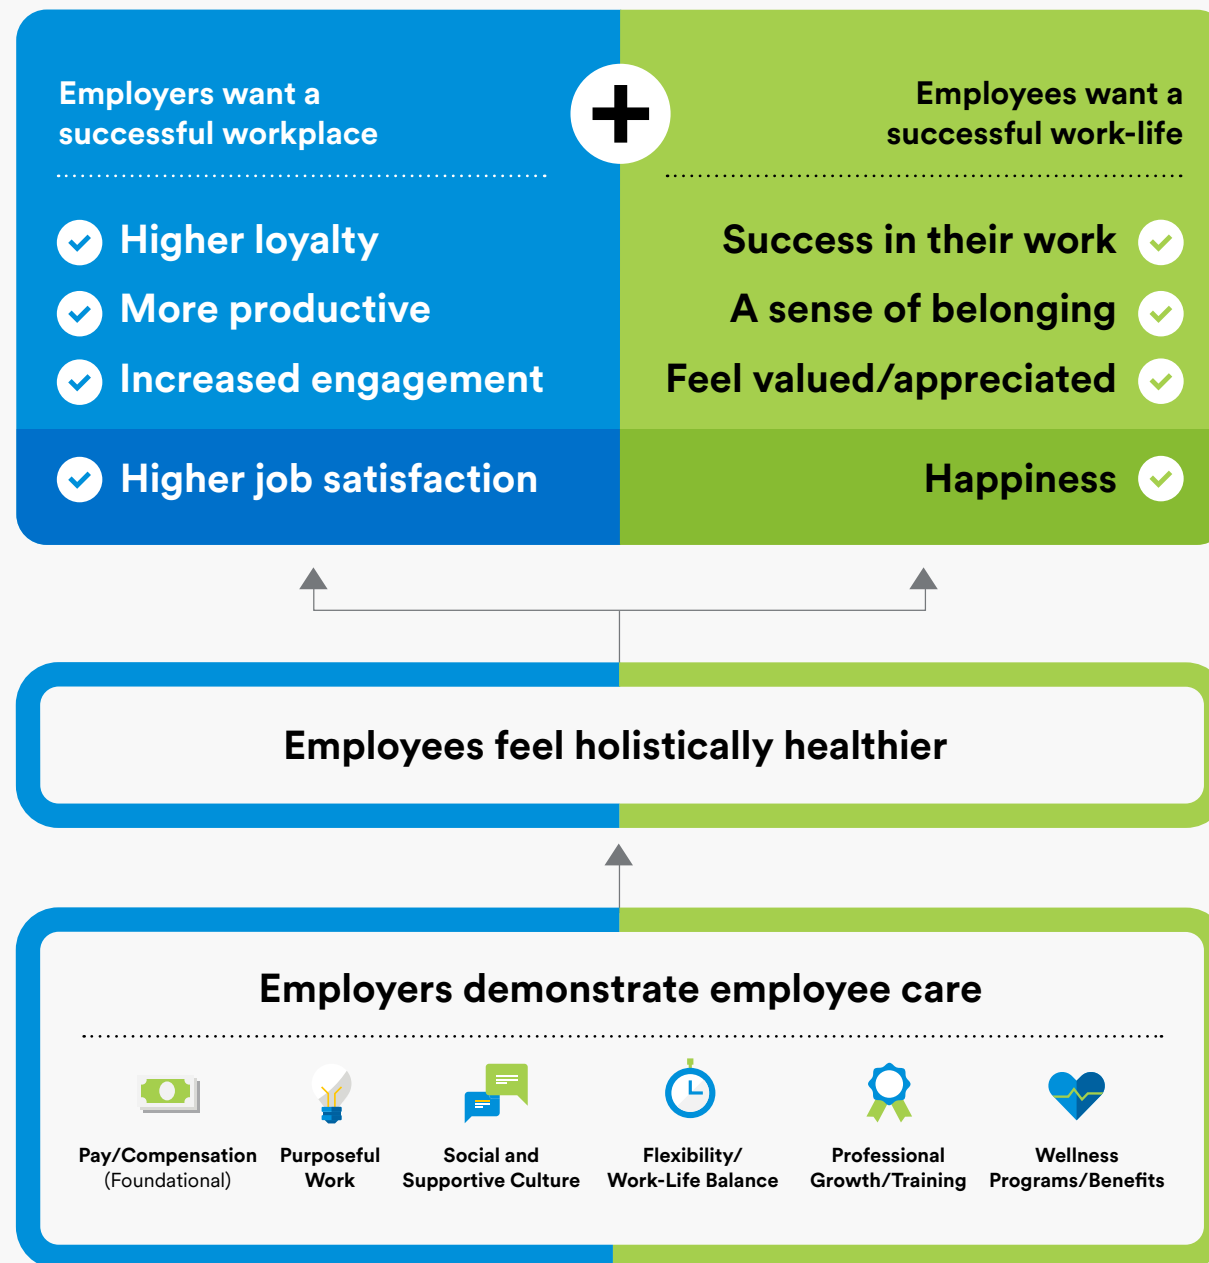 Employers want a
successful workplace
Higher loyalty
More productive
Increased engagement
Higher job satisfaction
+
Employees want a
successful work-life
Success in their work
A sense of belonging
Feel valued/appreciated
Happiness
Employees feel holistically healthier
Employers demonstrate employee care
Pay/Compensation
(Foundational)
Purposeful
Work
Social and
Supportive Culture
Flexibility/
Work-Life Balance
Professional
Growth/Training
Wellness
Programs/Benefits